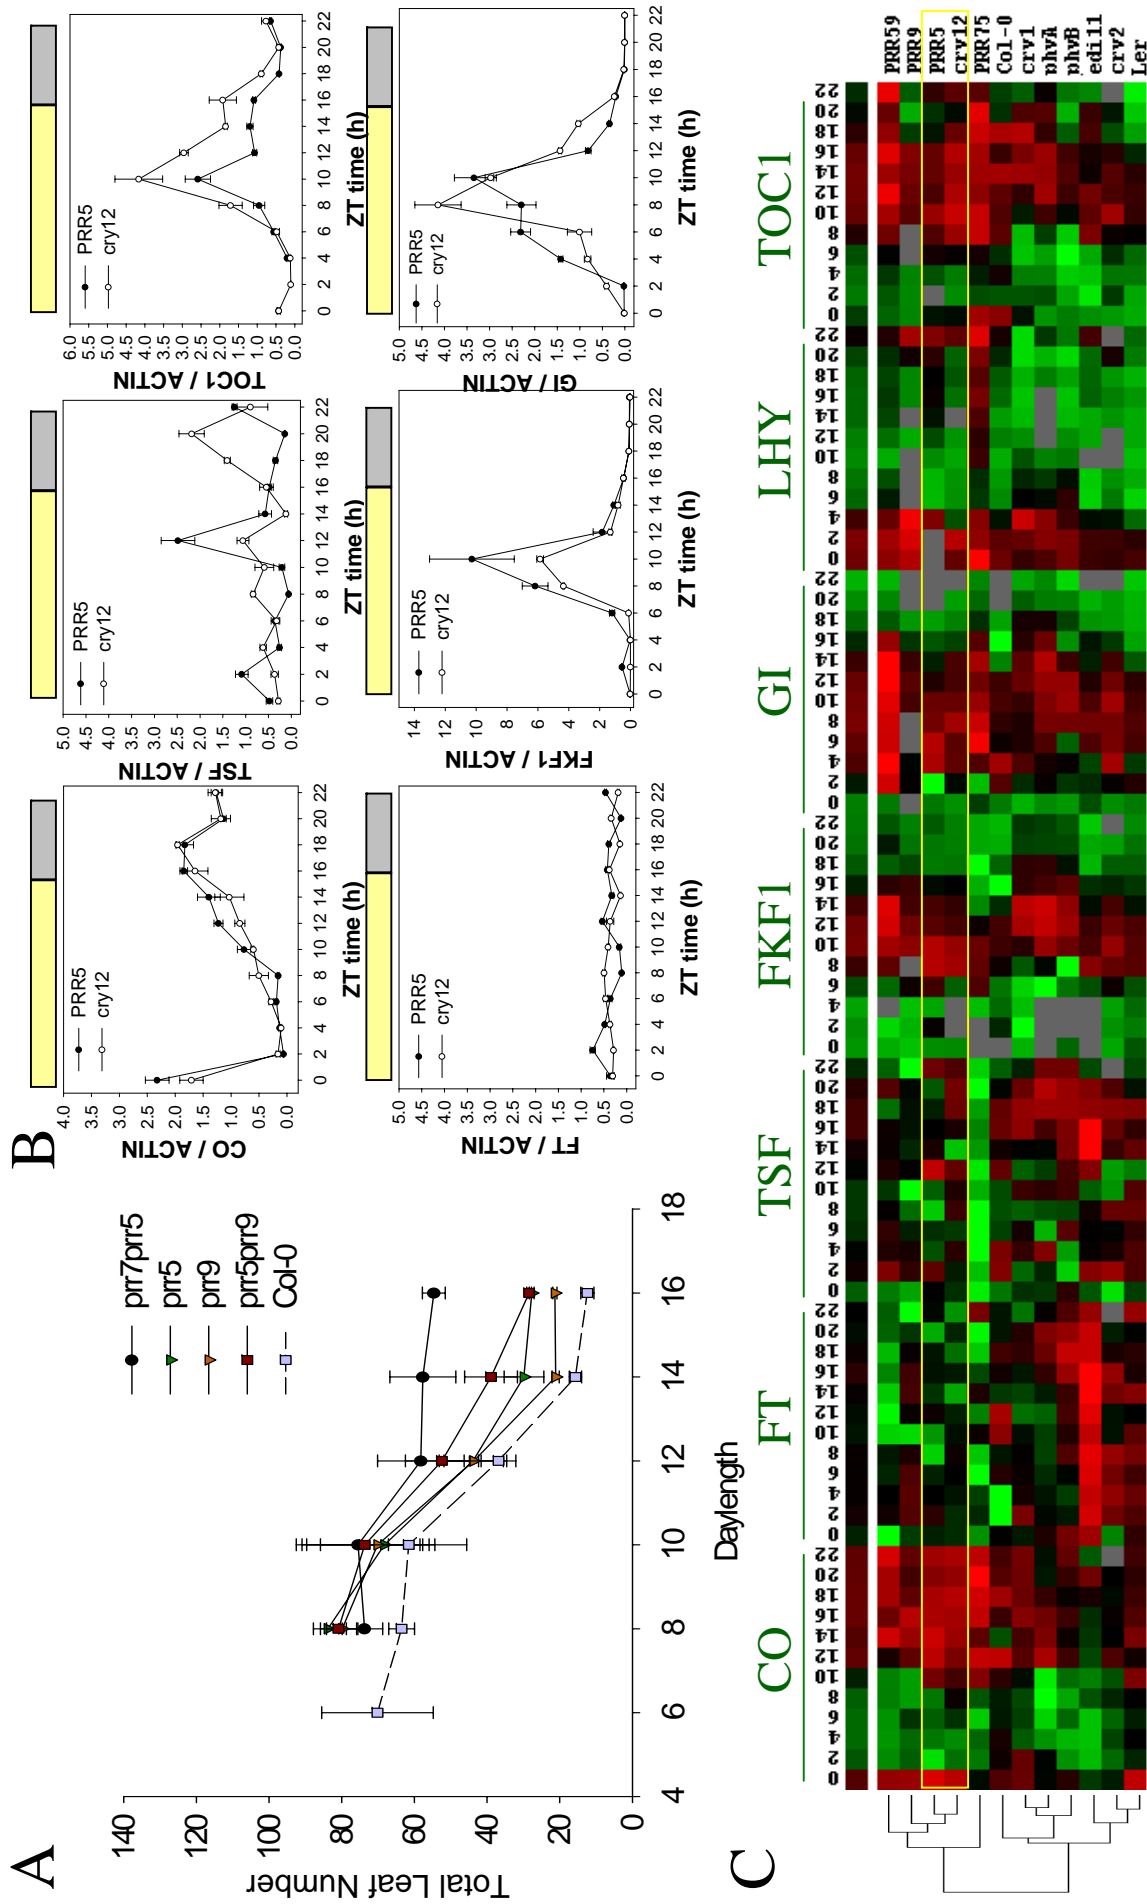 A
Total Leaf Number
140
120
100
80
60
40
20
0
4
6
8
10
12
14
16
18
Daylength
prr7prr5
prr5
prr9
prr5prr9
Col-0
B
CO / ACTIN
4.0
3.5
3.0
2.5
2.0
1.5
1.0
0.5
0.0
PRR5
cry12
0 2 4 6 8 10 12 14 16 18 20 22
ZT time (h)
TSF / ACTIN
5.0
4.5
4.0
3.5
3.0
2.5
2.0
1.5
1.0
0.5
0.0
PRR5
cry12
0 2 4 6 8 10 12 14 16 18 20 22
ZT time (h)
TOC1 / ACTIN
6.0
5.5
5.0
4.5
4.0
3.5
3.0
2.5
2.0
1.5
1.0
0.5
0.0
PRR5
cry12
0 2 4 6 8 10 12 14 16 18 20 22
ZT time (h)
FT / ACTIN
5.0
4.5
4.0
3.5
3.0
2.5
2.0
1.5
1.0
0.5
0.0
PRR5
cry12
0 2 4 6 8 10 12 14 16 18 20 22
ZT time (h)
FKF1 / ACTIN
14
12
10
8
6
4
2
0
PRR5
cry12
0 2 4 6 8 10 12 14 16 18 20 22
ZT time (h)
GI / ACTIN
5.0
4.5
4.0
3.5
3.0
2.5
2.0
1.5
1.0
0.5
0.0
PRR5
cry12
0 2 4 6 8 10 12 14 16 18 20 22
ZT time (h)
C
CO FT TSF FKF1 GI LHY TOC1
0 2 4 6 8 10 12 14 16 18 20 22 0 2 4 6 8 10 12 14 16 18 20 22 0 2 4 6 8 10 12 14 16 18 20 22 0 2 4 6 8 10 12 14 16 18 20 22 0 2 4 6 8 10 12 14 16 18 20 22 0 2 4 6 8 10 12 14 16 18 20 22 0 2 4 6 8 10 12 14 16 18 20 22
PRR59
PRR9
PRR5
cry12
PRR75
Col-0
cry1
phyA
phyB
edi11
cry2
Ler